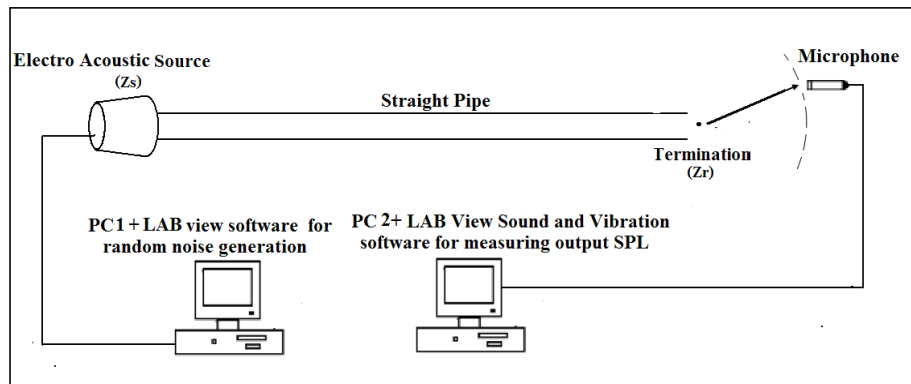 Electro Acoustic Source
(Zs)
Microphone
Straight Pipe
Termination
(Zr)
PC1+LAB view software for
random noise generation
PC 2+ LAB View Sound and Vibration
software for measuring output SPL